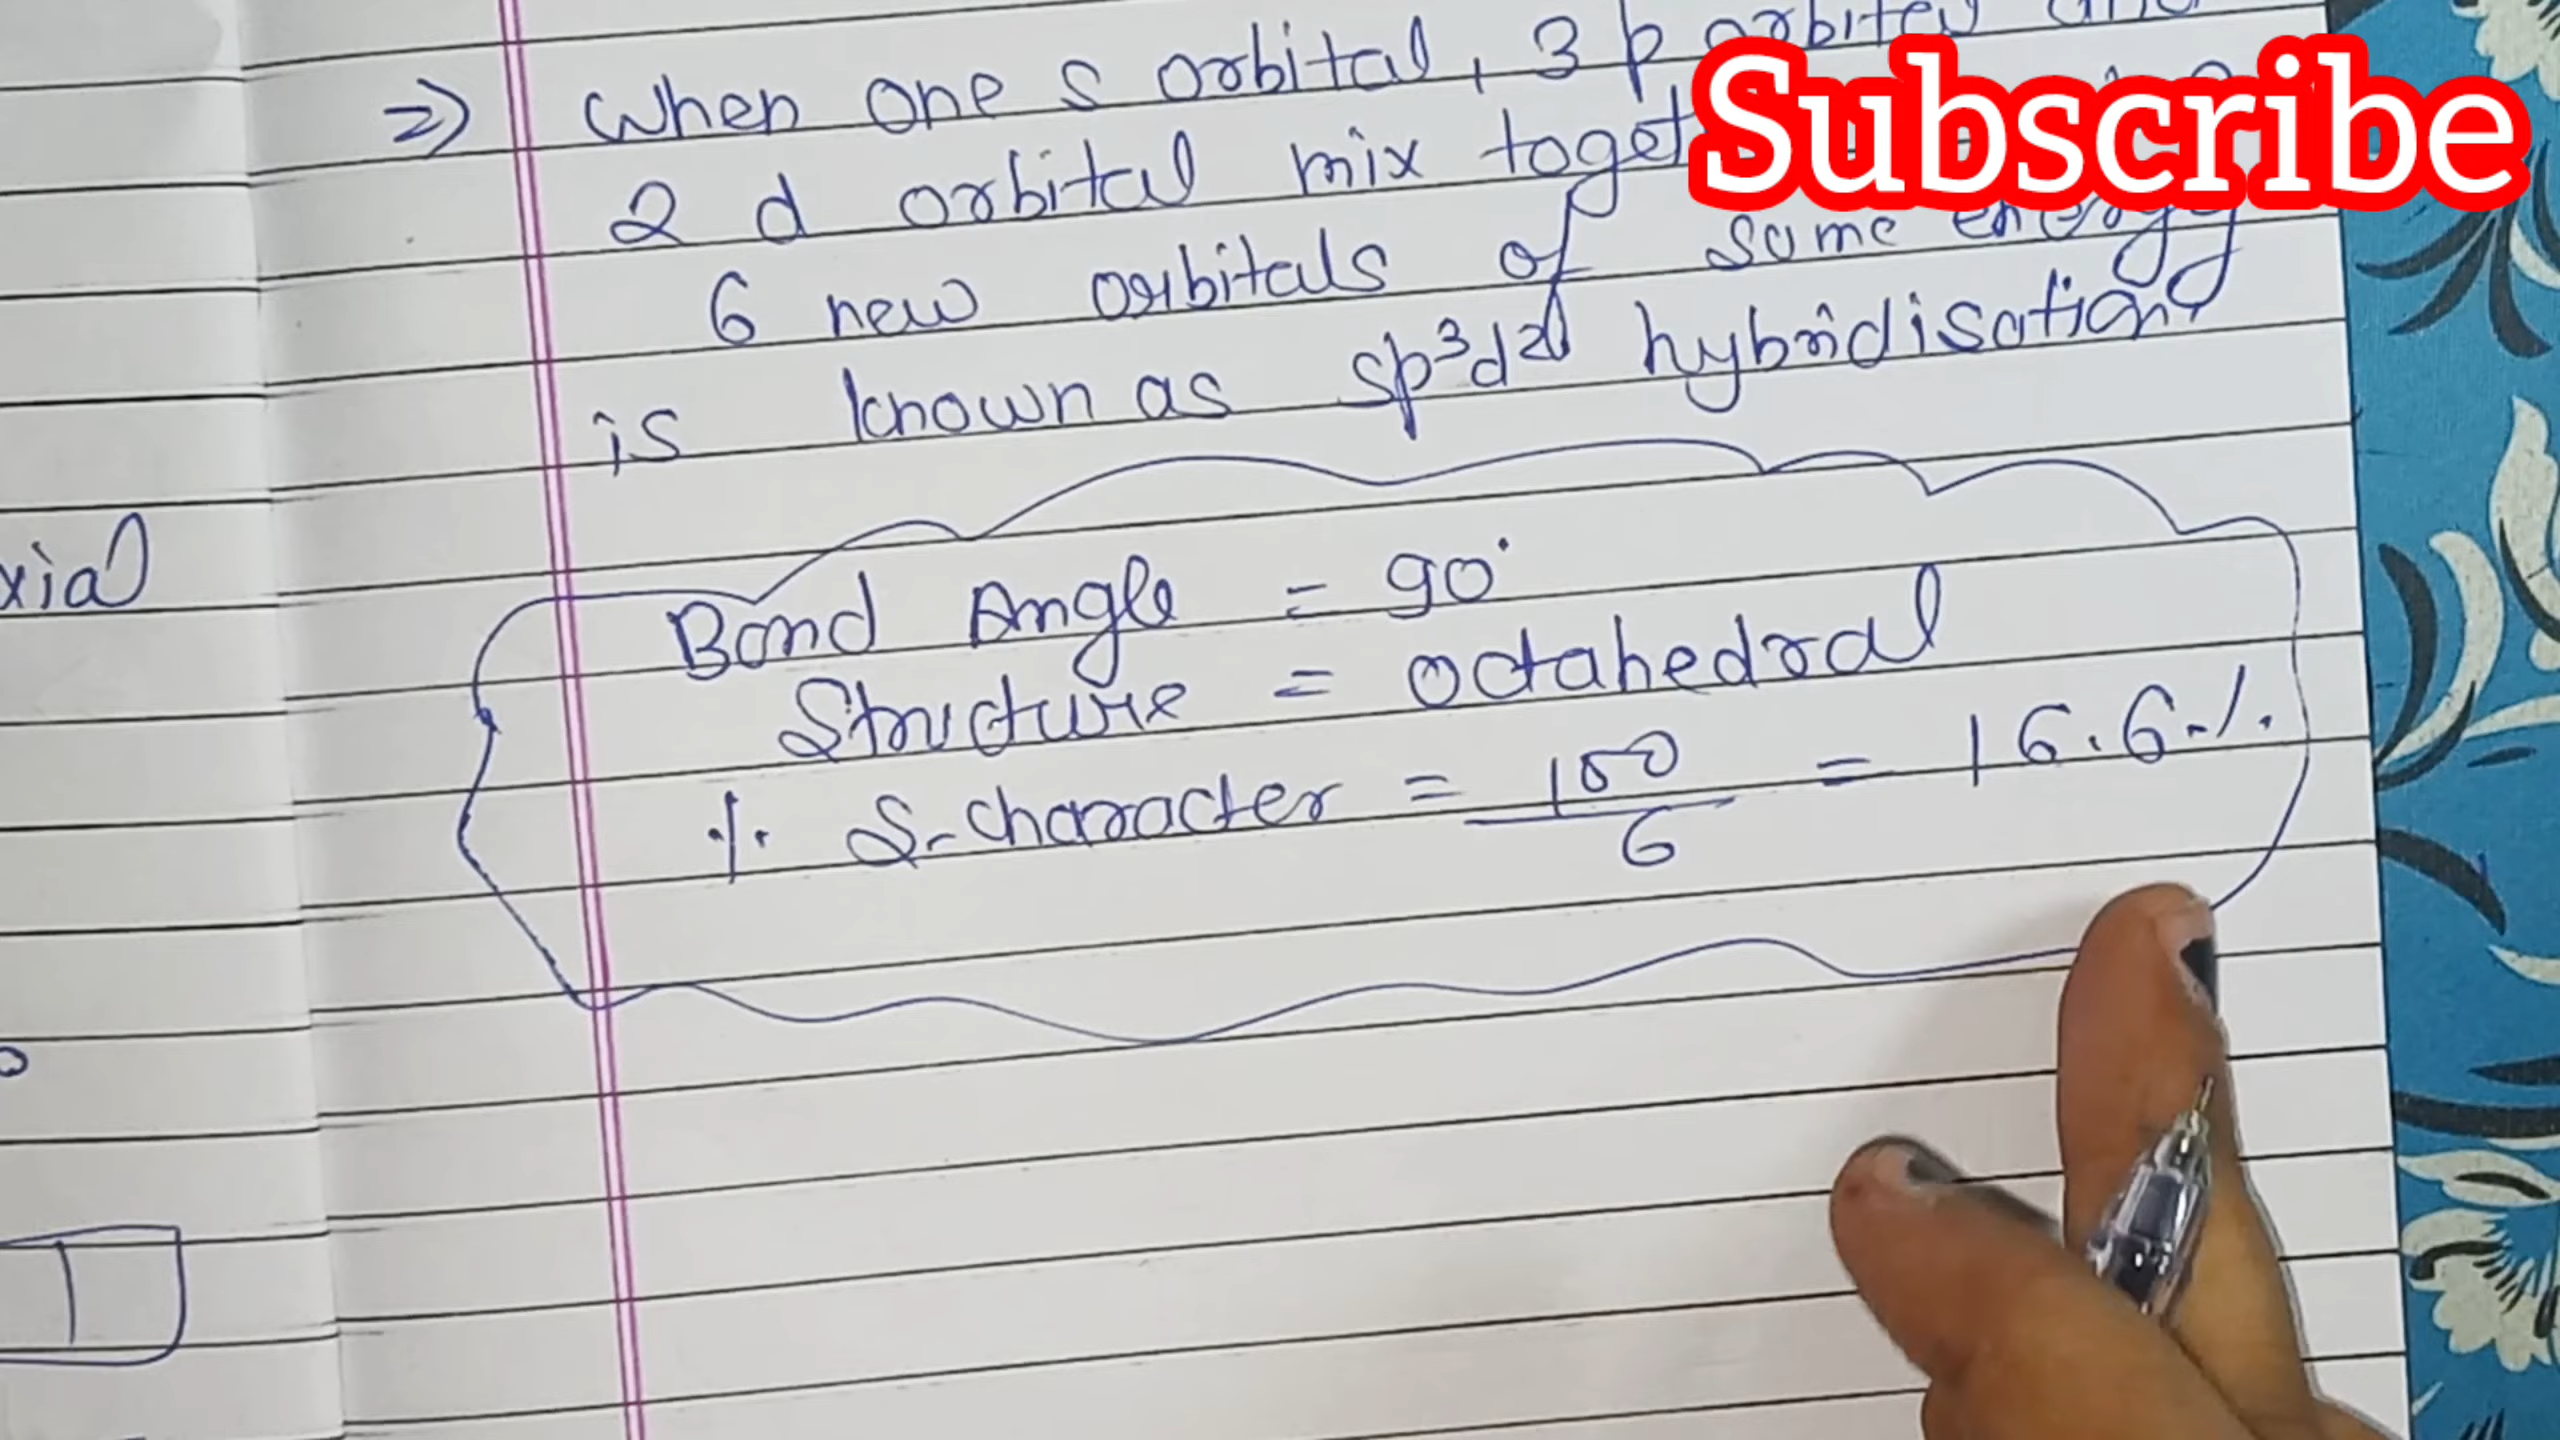 ⇒ When one s orbital, 3 p orbital and
2 d orbital mix
6 new orbitals of same energy
is known as sp³d² hybridisation
Subscribe
xial
Bond Angle = 90°
Structure = octahedral
% S-character = 100/6 = 16.6%